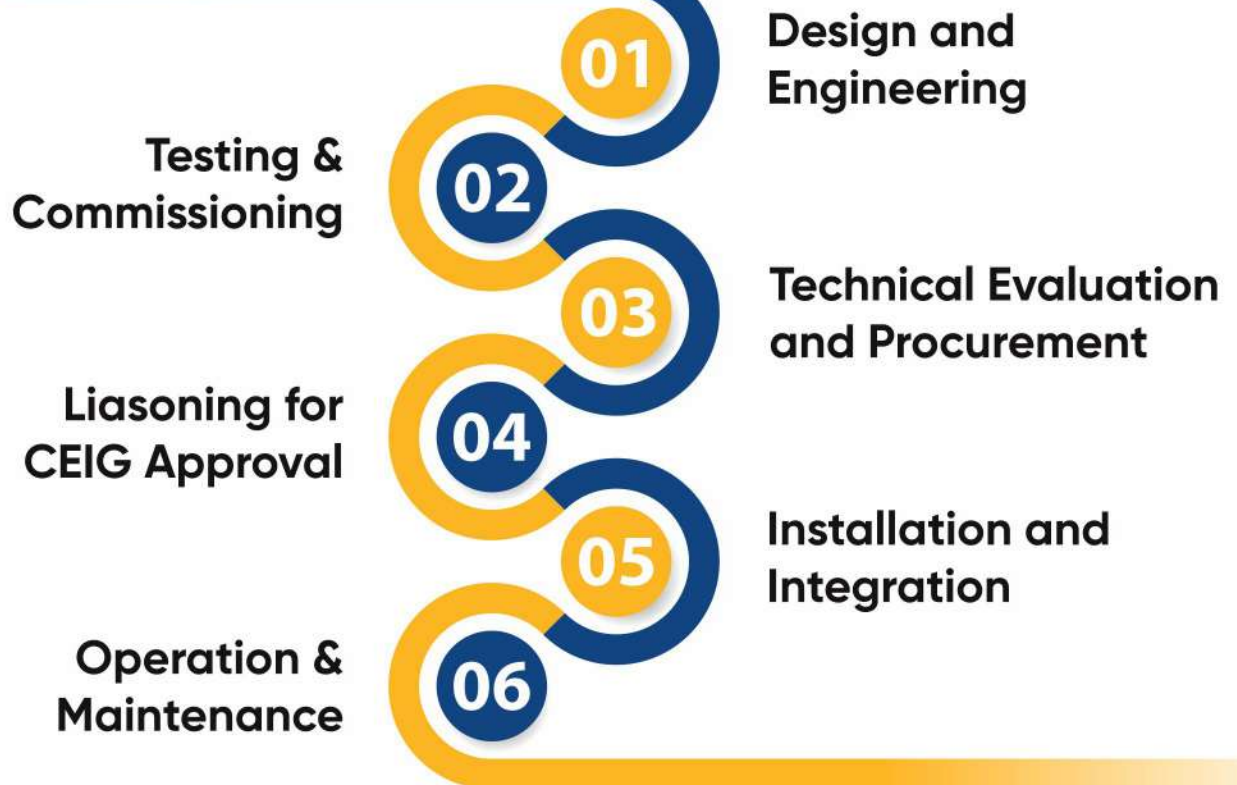 01
Design and
Engineering
Testing &
Commissioning
02
03
Technical Evaluation
and Procurement
Liasoning for
CEIG Approval
04
05
Installation and
Integration
Operation &
Maintenance
06